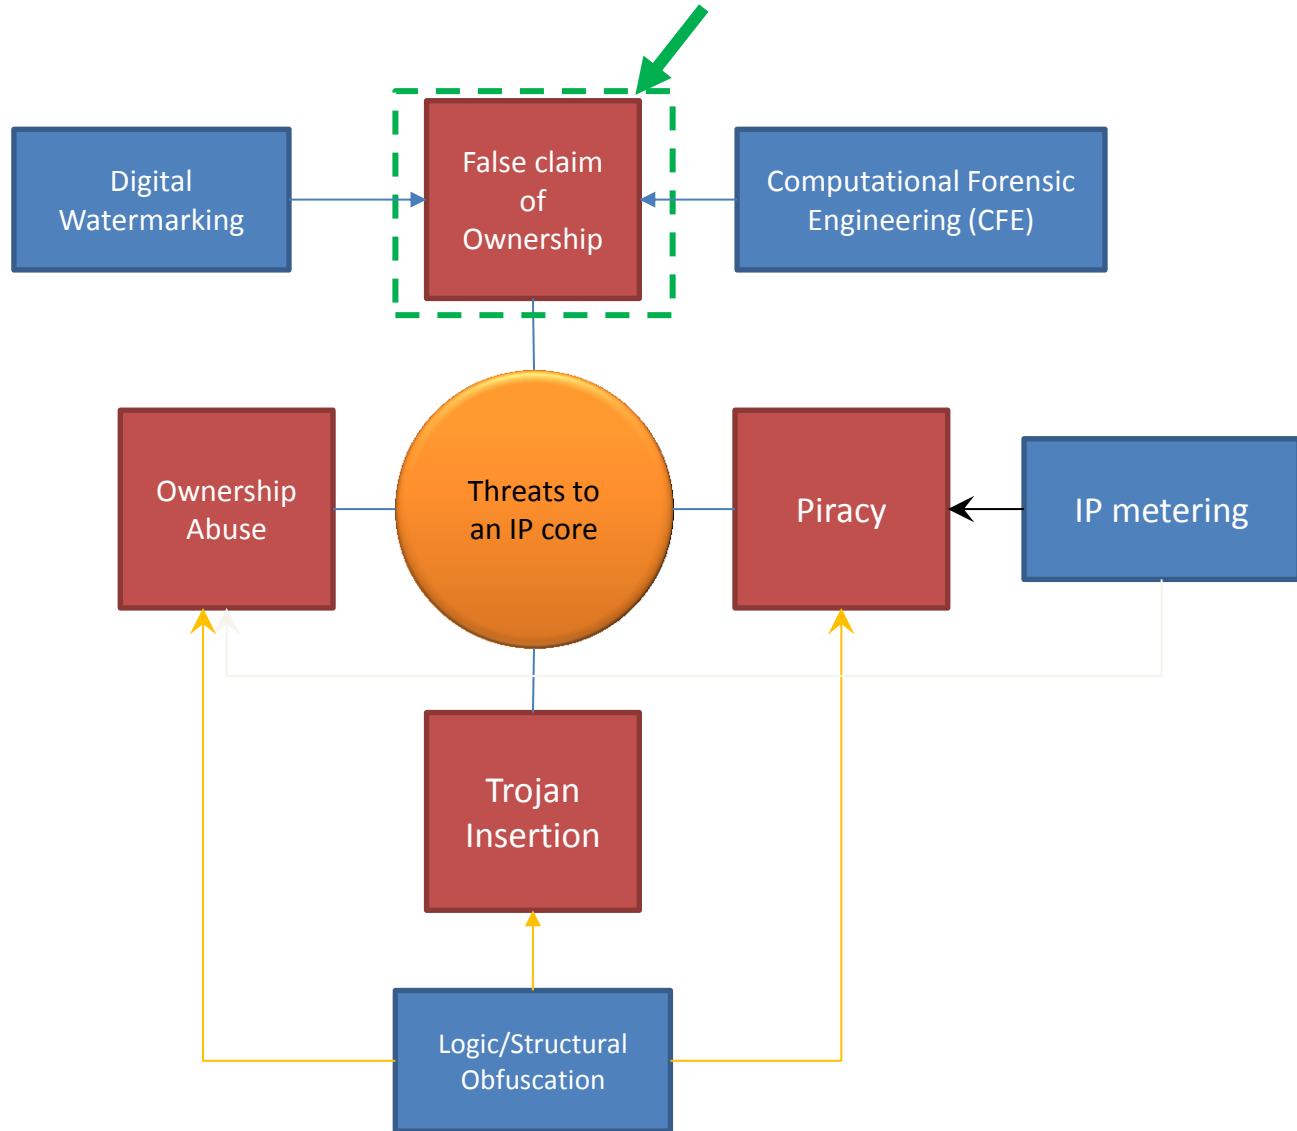 Digital
Watermarking
False claim
of
Ownership
Computational Forensic
Engineering (CFE)
Ownership
Abuse
Threats to
an IP core
Piracy
IP metering
Trojan
Insertion
Logic/Structural
Obfuscation